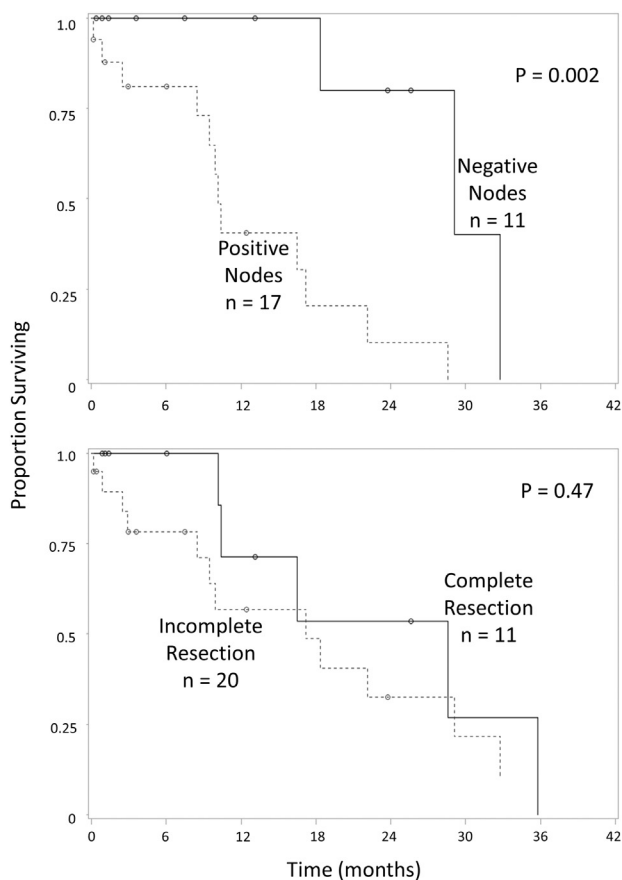 1.0
0.75
0.5
0.25
0
P = 0.002
Negative
Nodes
n = 11
Positive
Nodes
n = 17
0 6 12 18 24 30 36 42
Proportion Surviving
1.0
0.75
0.5
0.25
0
P = 0.47
Complete
Resection
n = 11
Incomplete
Resection
n = 20
0 6 12 18 24 30 36 42
Time (months)